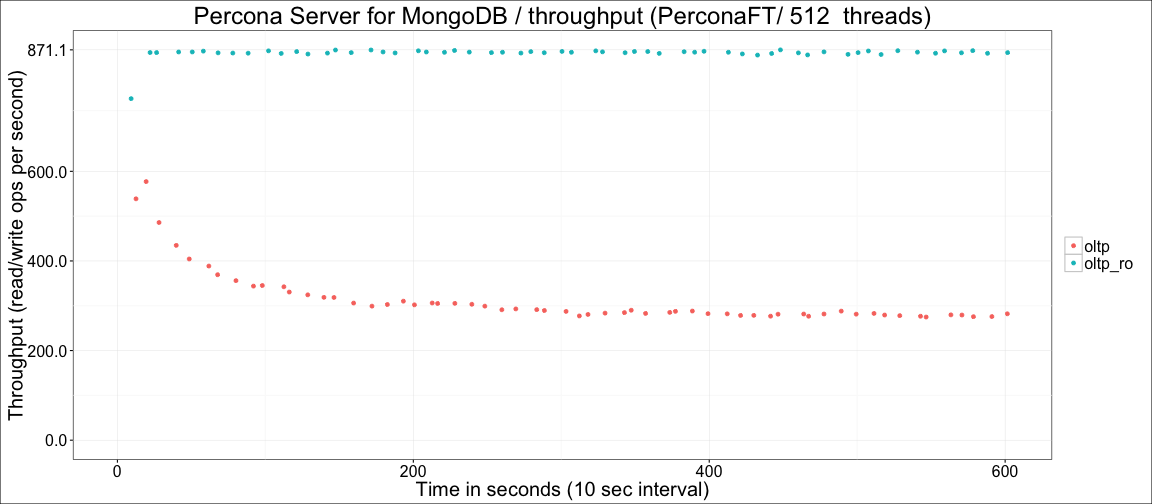 Percona Server for MongoDB / throughput (PerconaFT/ 512  threads)
871.1
600.0
400.0
200.0
0.0
Throughput (read/write ops per second)
oltp
oltp_ro
0 200 400 600
Time in seconds (10 sec interval)